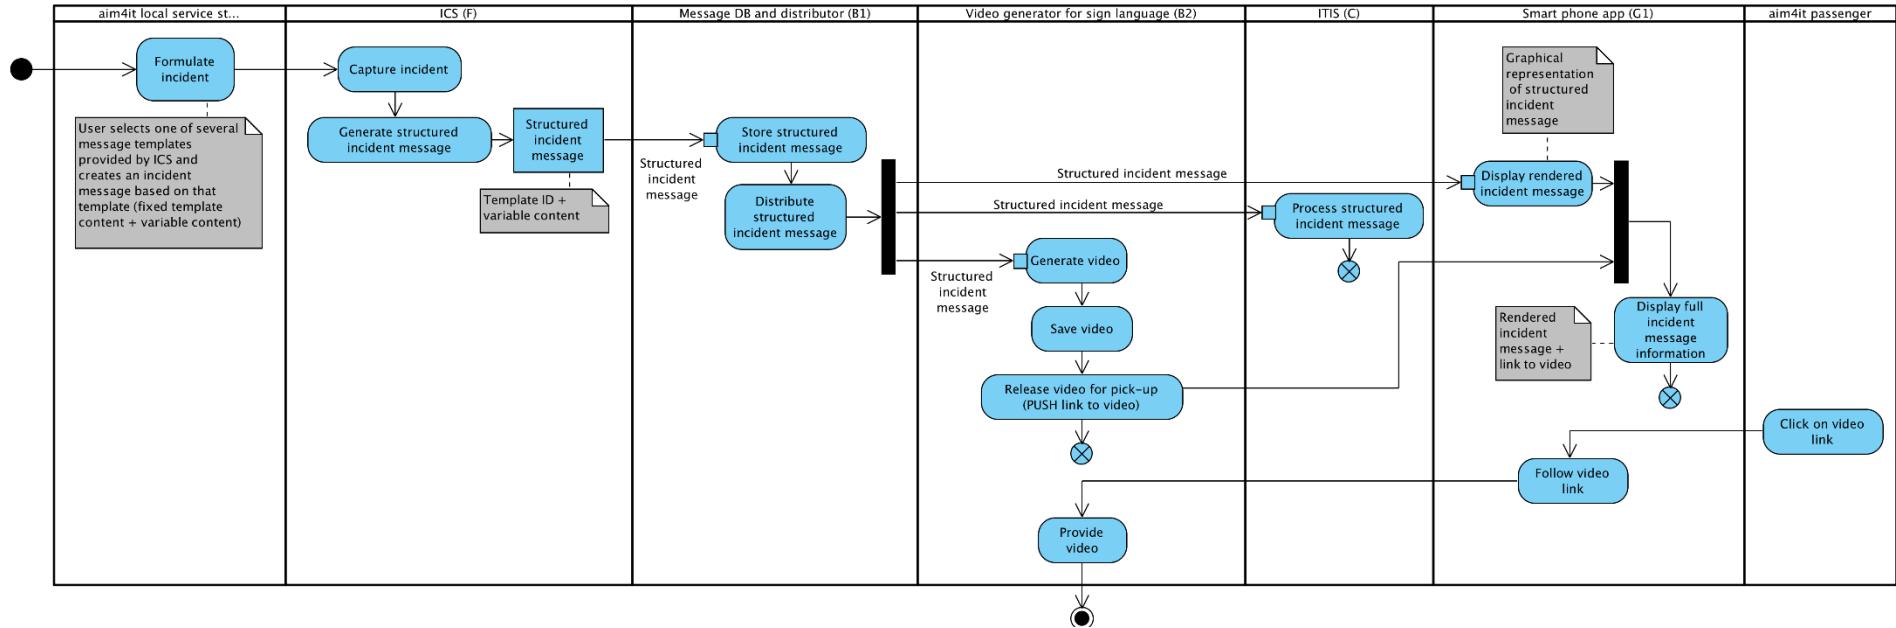 aim4it local service st...
ICS (F)
Message DB and distributor (B1)
Video generator for sign language (B2)
ITIS (C)
Smart phone app (G1)
aim4it passenger
Formulate
incident
User selects one of several
message templates
provided by ICS and
creates an incident
message based on that
template (fixed template
content + variable content)
Capture incident
Generate structured
incident message
Structured
incident
message
Template ID +
variable content
Structured
incident
message
Store structured
incident message
Distribute
structured
incident message
Structured incident message
Structured incident message
Structured
incident
message
Generate video
Save video
Release video for pick-up
(PUSH link to video)
Provide
video
Process structured
incident message
Graphical
representation
of structured
incident
message
Display rendered
incident message
Rendered
incident
message +
link to video
Display full
incident
message
information
Follow video
link
Click on video
link